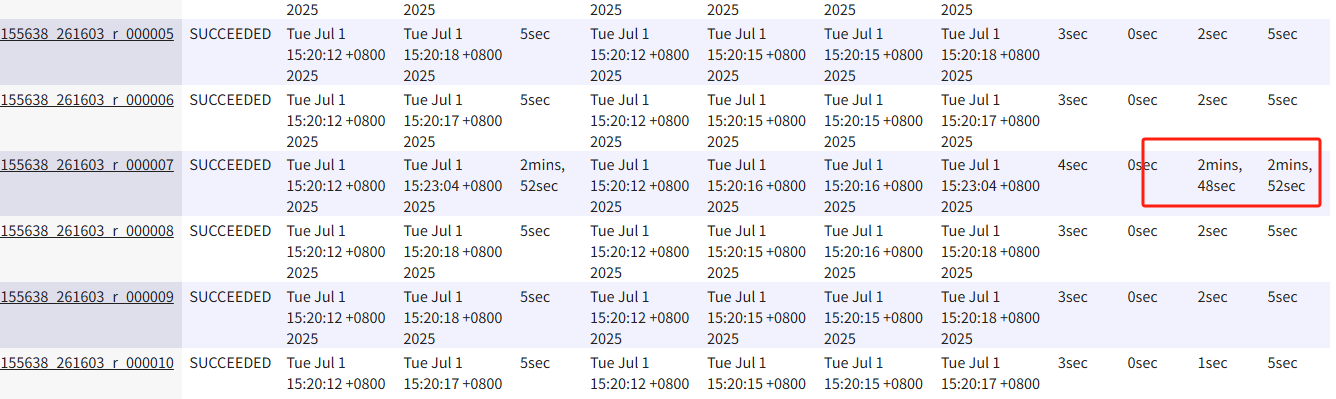 2025 2025 2025 2025 2025 2025
155638_261603_r_000005 SUCCEEDED Tue Jul 1 Tue Jul 1 5sec Tue Jul 1 Tue Jul 1 Tue Jul 1 Tue Jul 1 3sec 0sec 2sec 5sec
15:20:12 +0800 15:20:18 +0800 15:20:12 +0800 15:20:15 +0800 15:20:15 +0800 15:20:18 +0800
2025 2025 2025 2025 2025 2025
155638_261603_r_000006 SUCCEEDED Tue Jul 1 Tue Jul 1 5sec Tue Jul 1 Tue Jul 1 Tue Jul 1 Tue Jul 1 3sec 0sec 2sec 5sec
15:20:12 +0800 15:20:17 +0800 15:20:12 +0800 15:20:15 +0800 15:20:15 +0800 15:20:17 +0800
2025 2025 2025 2025 2025 2025
155638_261603_r_000007 SUCCEEDED Tue Jul 1 Tue Jul 1 2mins, Tue Jul 1 Tue Jul 1 Tue Jul 1 Tue Jul 1 4sec 0sec 2mins, 2mins,
15:20:12 +0800 15:23:04 +0800 52sec 15:20:12 +0800 15:20:16 +0800 15:20:16 +0800 15:23:04 +0800 48sec 52sec
2025 2025 2025 2025 2025 2025
155638_261603_r_000008 SUCCEEDED Tue Jul 1 Tue Jul 1 5sec Tue Jul 1 Tue Jul 1 Tue Jul 1 Tue Jul 1 3sec 0sec 2sec 5sec
15:20:12 +0800 15:20:18 +0800 15:20:12 +0800 15:20:15 +0800 15:20:16 +0800 15:20:18 +0800
2025 2025 2025 2025 2025 2025
155638_261603_r_000009 SUCCEEDED Tue Jul 1 Tue Jul 1 5sec Tue Jul 1 Tue Jul 1 Tue Jul 1 Tue Jul 1 3sec 0sec 2sec 5sec
15:20:12 +0800 15:20:18 +0800 15:20:12 +0800 15:20:15 +0800 15:20:15 +0800 15:20:18 +0800
2025 2025 2025 2025 2025 2025
155638_261603_r_000010 SUCCEEDED Tue Jul 1 Tue Jul 1 5sec Tue Jul 1 Tue Jul 1 Tue Jul 1 Tue Jul 1 3sec 0sec 1sec 5sec
15:20:12 +0800 15:20:17 +0800 15:20:12 +0800 15:20:15 +0800 15:20:15 +0800 15:20:17 +0800